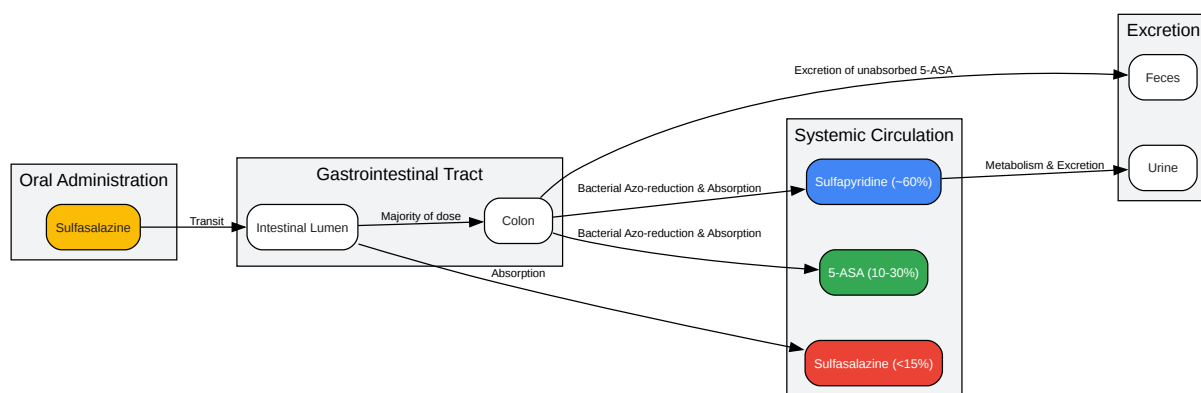 Oral Administration
Sulfasalazine
Transit
Gastrointestinal Tract
Intestinal Lumen
Majority of dose
Colon
Excretion of unabsorbed 5-ASA
Bacterial Azo-reduction & Absorption
Bacterial Azo-reduction & Absorption
Absorption
Systemic Circulation
Sulfapyridine (~60%)
5-ASA (10-30%)
Sulfasalazine (<15%)
Metabolism & Excretion
Excretion
Feces
Urine